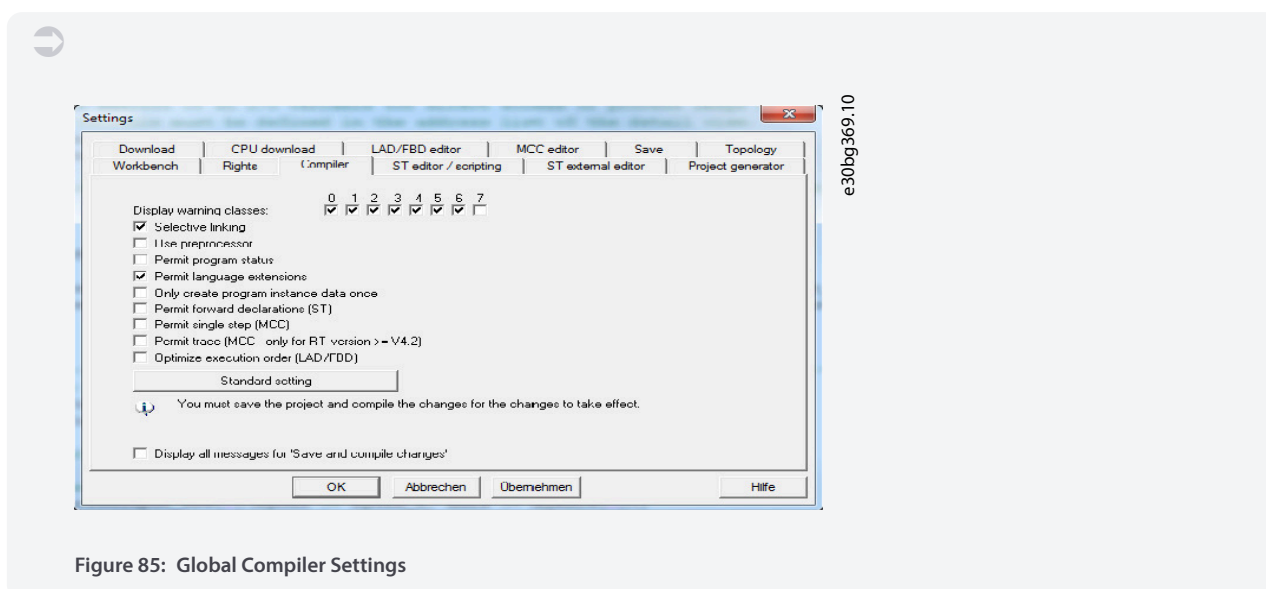 e30bg369.10
Settings
Download CPU download LAD/FBD editor MCC editor Save Topology
Workbench Rights Compiler ST editor / scripting ST external editor Project generator
0 1 2 3 4 5 6 7
Display warning classes:
Selective linking
Use preprocessor
Permit program status
Permit language extensions
Only create program instance data once
Permit forward declarations (ST)
Permit single step (MCC)
Permit trace (MCC only for RT version >= V4.2)
Optimize execution order (LAD/FBD)
Standard setting
You must save the project and compile the changes for the changes to take effect.
Display all messages for 'Save and compile changes'
OK Abbrechen Übernehmen Hilfe
Figure 85: Global Compiler Settings